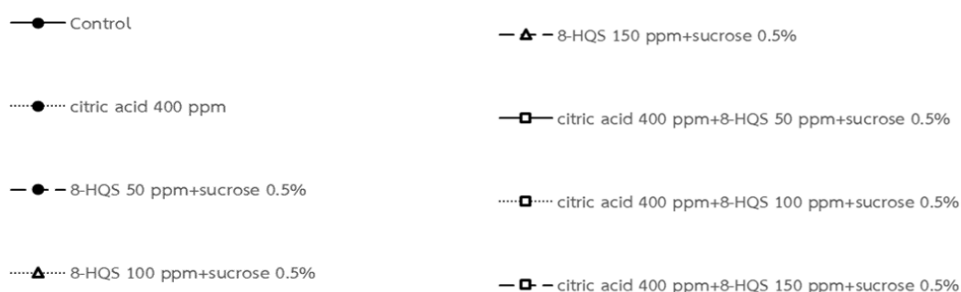 Control
citric acid 400 ppm
8-HQS 50 ppm+sucrose 0.5%
8-HQS 100 ppm+sucrose 0.5%
8-HQS 150 ppm+sucrose 0.5%
citric acid 400 ppm+8-HQS 50 ppm+sucrose 0.5%
citric acid 400 ppm+8-HQS 100 ppm+sucrose 0.5%
citric acid 400 ppm+8-HQS 150 ppm+sucrose 0.5%